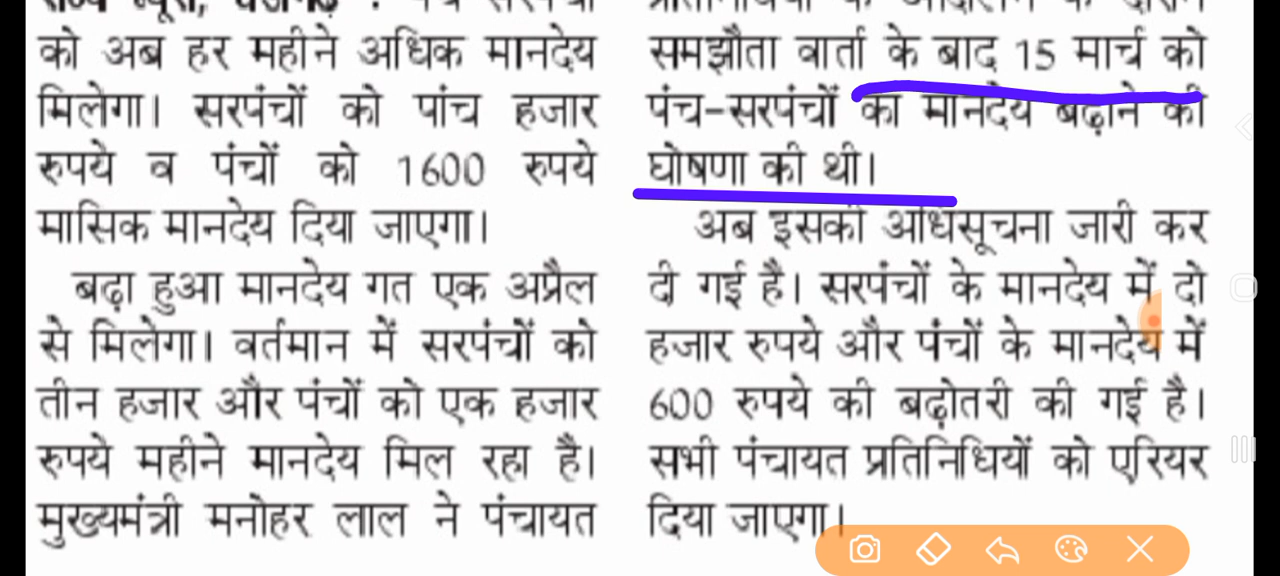 को अब हर महीने अधिक मानदेय
मिलेगा। सरपंचों को पांच हजार
रुपये व पंचों को 1600 रुपये
मासिक मानदेय दिया जाएगा।
बढ़ा हुआ मानदेय गत एक अप्रैल
से मिलेगा। वर्तमान में सरपंचों को
तीन हजार और पंचों को एक हजार
रुपये महीने मानदेय मिल रहा है।
मुख्यमंत्री मनोहर लाल ने पंचायत
समझौता वार्ता के बाद 15 मार्च को
पंच-सरपंचों का मानदेय बढ़ाने की
घोषणा की थी।
अब इसकी अधिसूचना जारी कर
दी गई है। सरपंचों के मानदेय में दो
हजार रुपये और पंचों के मानदेय में
600 रुपये की बढ़ोतरी की गई है।
सभी पंचायत प्रतिनिधियों को एरियर
दिया जाएगा।